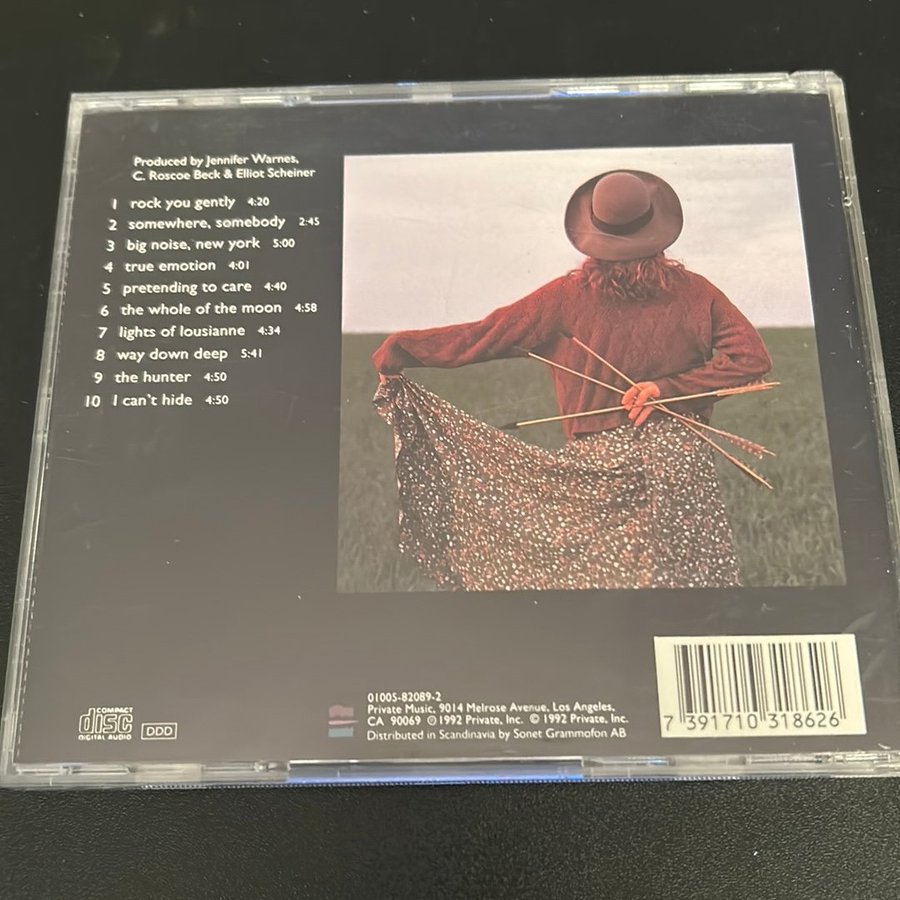 Produced by Jennifer Warnes,
C. Roscoe Beck & Elliot Scheiner
1 rock you gently 4:20
2 somewhere, somebody 2:45
3 big noise, new york 5:00
4 true emotion 4:01
5 pretending to care 4:40
6 the whole of the moon 4:58
7 lights of lousianne 4:34
8 way down deep 5:41
9 the hunter 4:50
10 I can't hide 4:50
COMPACT
disc
DIGITAL AUDIO
DDD
01005-82089-2
Private Music, 9014 Melrose Avenue, Los Angeles,
CA 90069 ℗ 1992 Private, Inc. © 1992 Private, Inc.
Distributed in Scandinavia by Sonet Grammofon AB
7 391710 318626